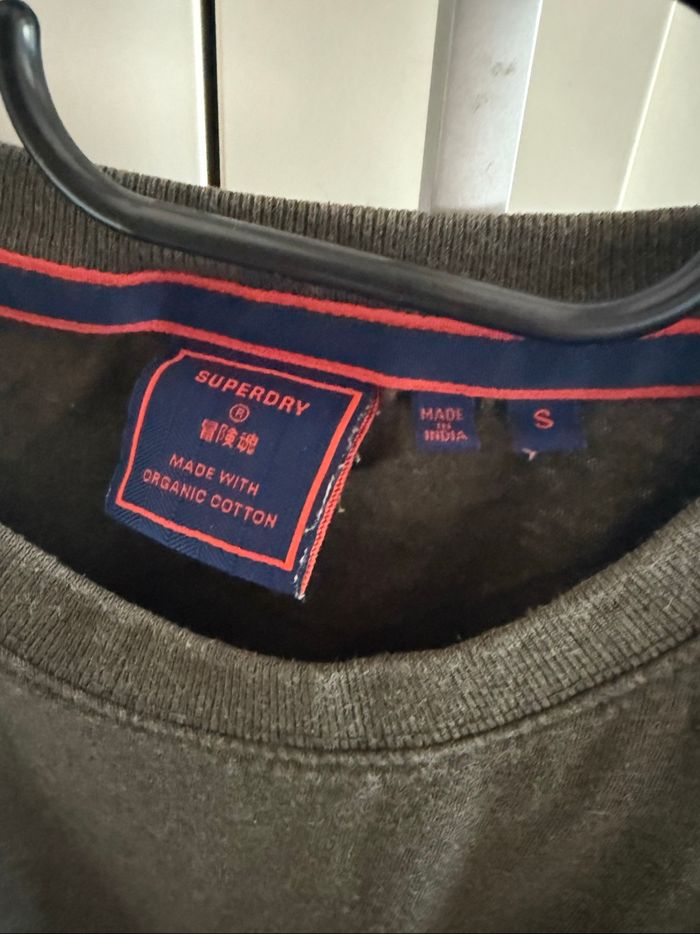 SUPERDRY
®
冒険魂
MADE WITH
ORGANIC COTTON
MADE
IN
INDIA
S